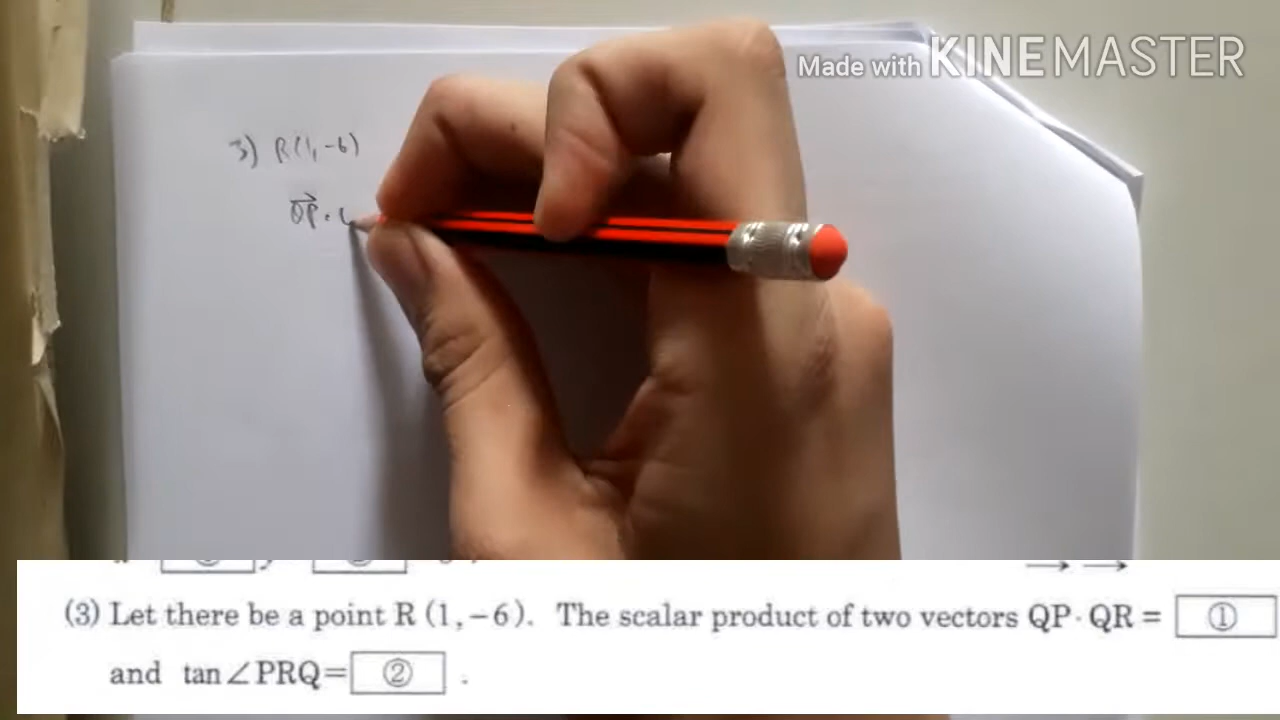 Made with KINEMASTER
3) R(1,-6)
QP = (
(3) Let there be a point R (1, −6). The scalar product of two vectors QP · QR = ①
and tan∠PRQ= ② .